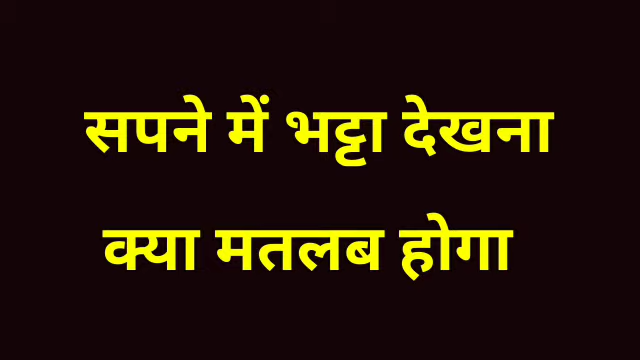 सपने में भट्टा देखना
क्या मतलब होगा